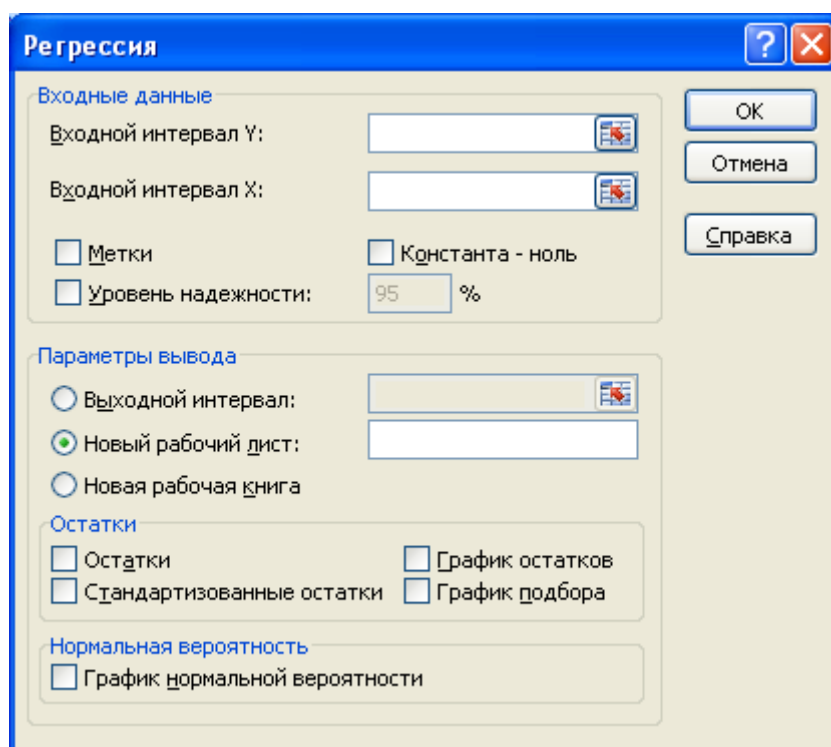 Регрессия
Входные данные
Входной интервал Y:
Входной интервал X:
Метки
Константа - ноль
Уровень надежности:
95 %
OK
Отмена
Справка
Параметры вывода
Выходной интервал:
Новый рабочий лист:
Новая рабочая книга
Остатки
Остатки
График остатков
Стандартизованные остатки
График подбора
Нормальная вероятность
График нормальной вероятности